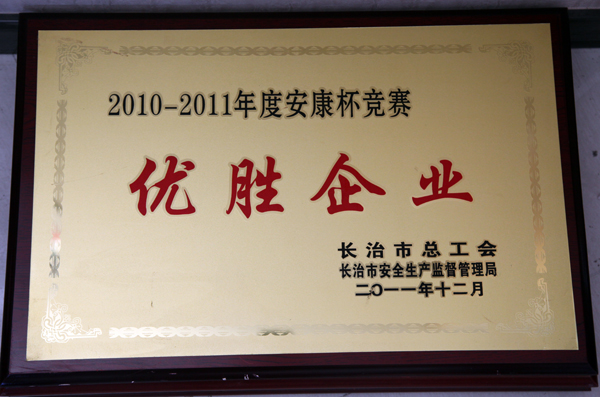 2010-2011年度安康杯竞赛
优胜企业
长治市总工会
长治市安全生产监督管理局
二〇一一年十二月